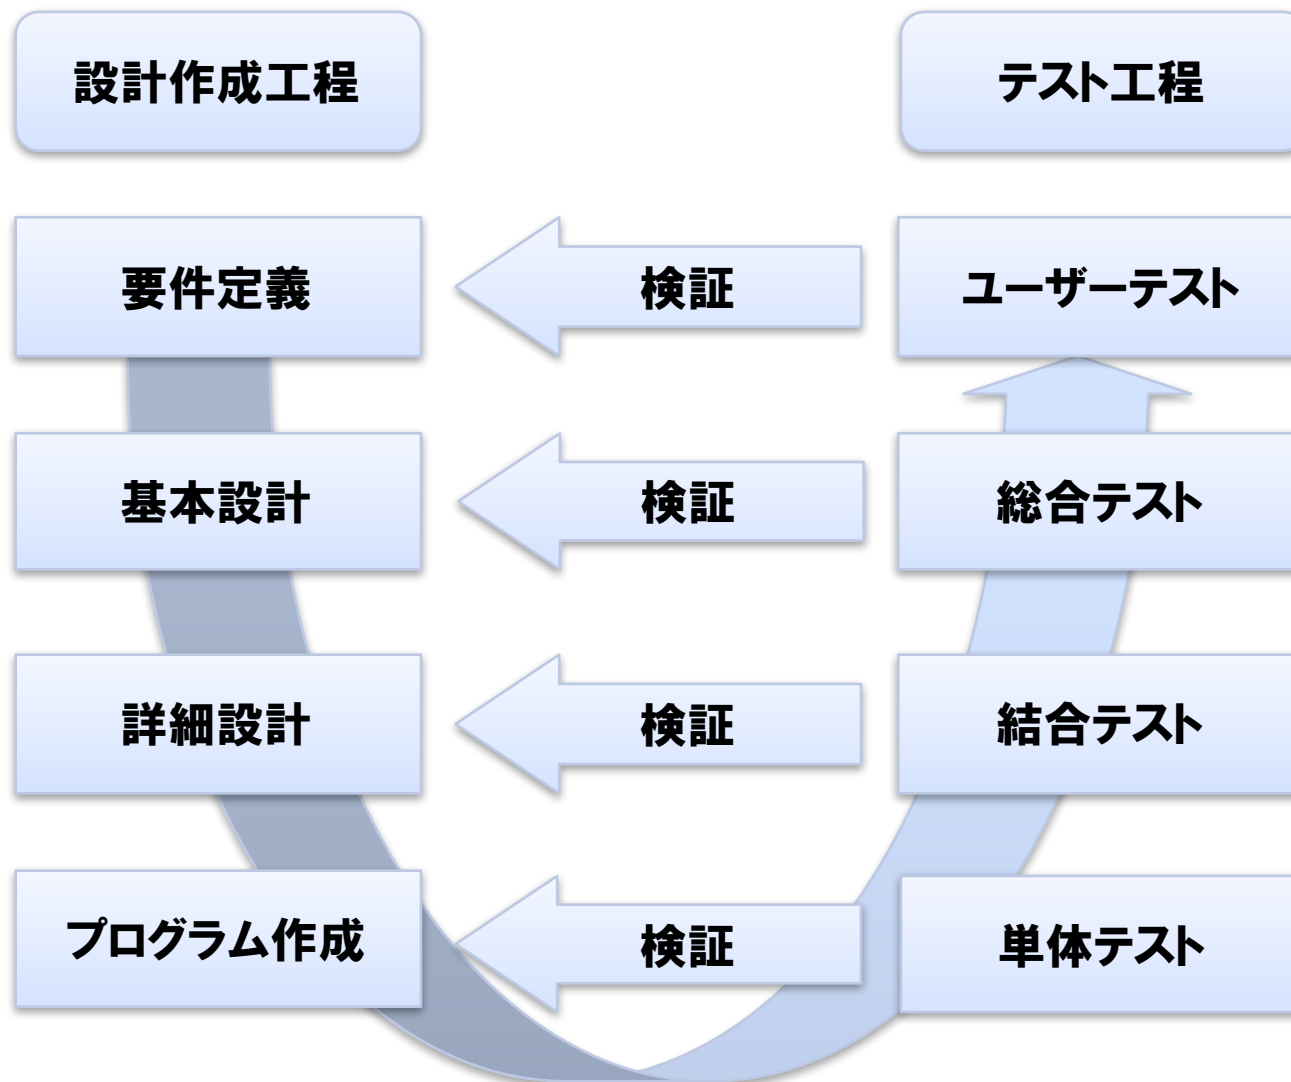 設計作成工程
テスト工程
要件定義
検証
ユーザーテスト
基本設計
検証
総合テスト
詳細設計
検証
結合テスト
プログラム作成
検証
単体テスト